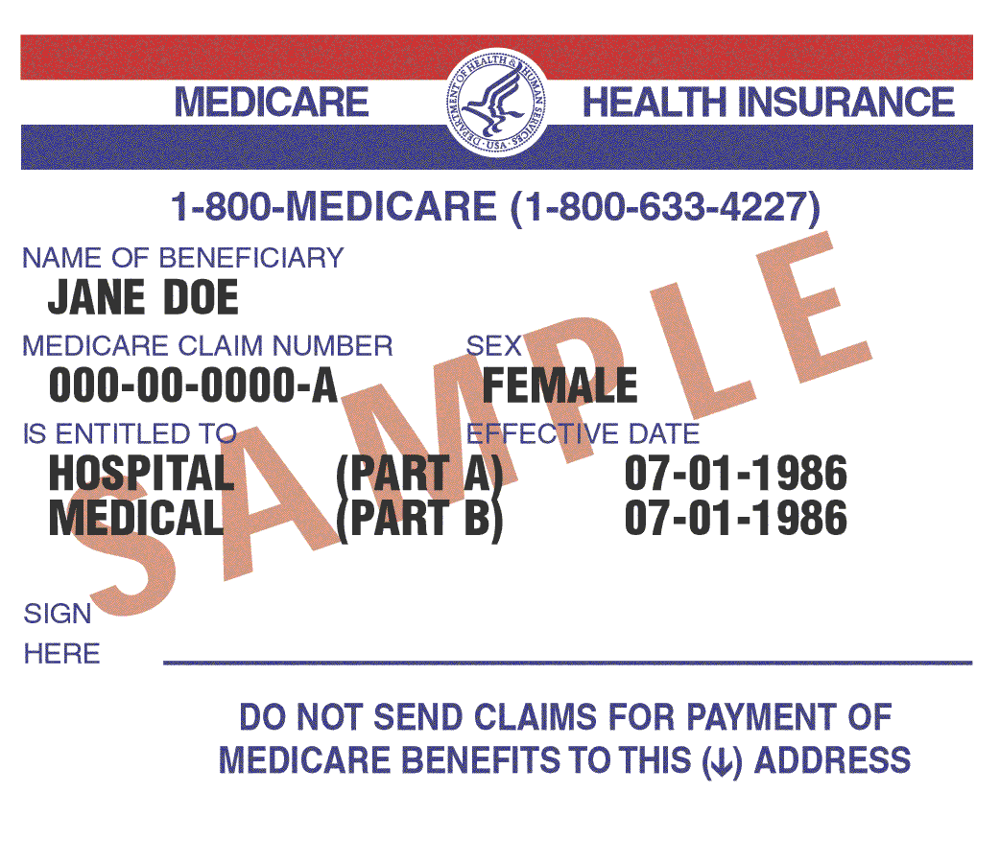 MEDICARE HEALTH INSURANCE
DEPARTMENT OF HEALTH & HUMAN SERVICES · USA ·
1-800-MEDICARE (1-800-633-4227)
NAME OF BENEFICIARY
JANE DOE
MEDICARE CLAIM NUMBER SEX
000-00-0000-A FEMALE
IS ENTITLED TO EFFECTIVE DATE
HOSPITAL (PART A) 07-01-1986
MEDICAL (PART B) 07-01-1986
SAMPLE
SIGN
HERE
DO NOT SEND CLAIMS FOR PAYMENT OF
MEDICARE BENEFITS TO THIS (↓) ADDRESS